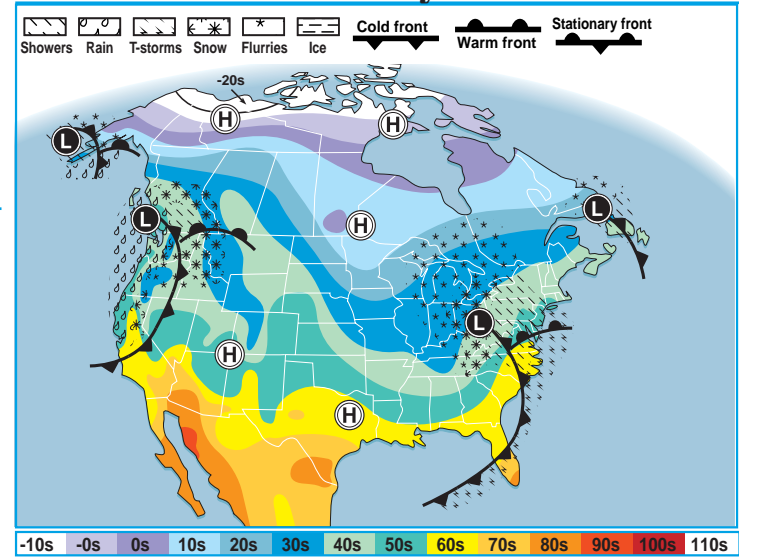 Showers Rain T-storms Snow Flurries Ice
Cold front
Warm front
Stationary front
-20s
H
H
L
L
H
L
L
H
H
-10s -0s 0s 10s 20s 30s 40s 50s 60s 70s 80s 90s 100s 110s